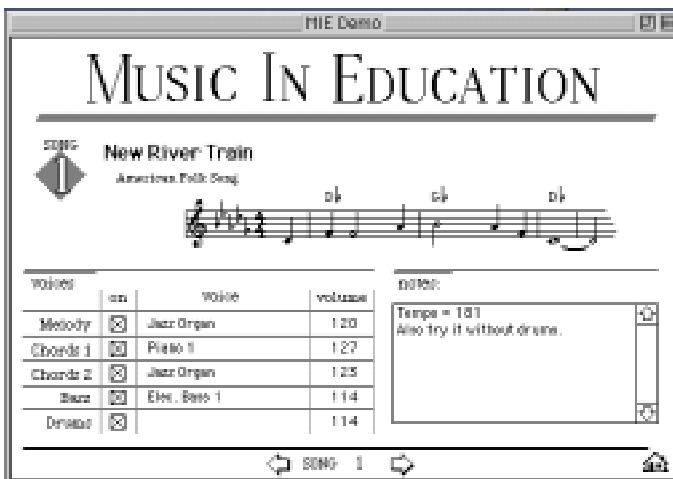 MIE Demo
MUSIC IN EDUCATION
SONG
1
New River Train
American Folk Song
D♭ G♭ D♭
voices
on voice volume
Melody Jazz Organ 120
Chords 1 Piano 1 127
Chords 2 Jazz Organ 123
Bass Elec. Bass 1 114
Drums 114
notes:
Tempo = 181
Also try it without drums.
SONG 1